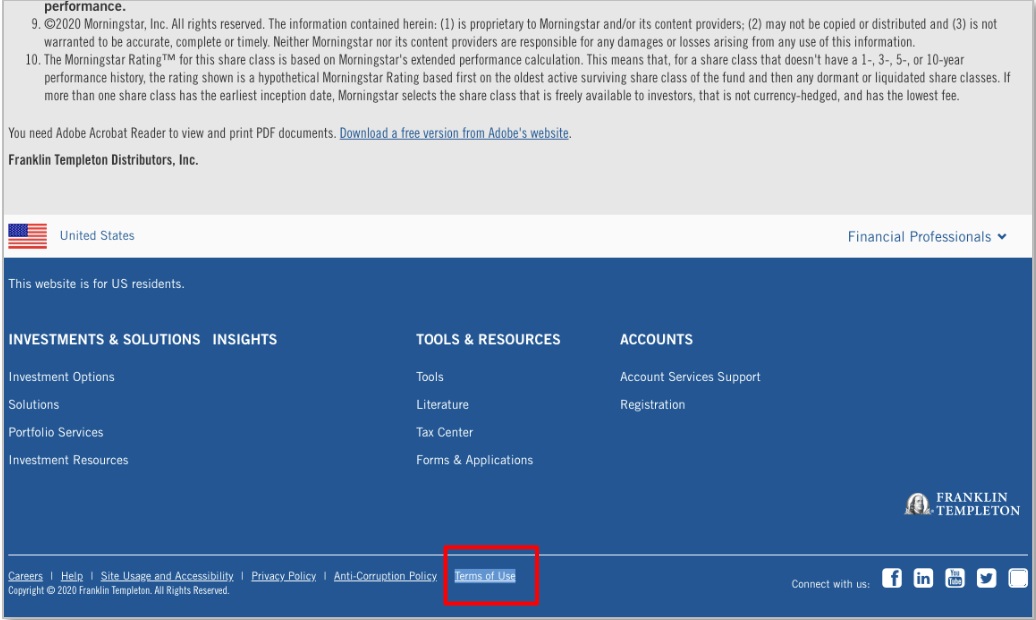 performance.
9. ©2020 Morningstar, Inc. All rights reserved. The information contained herein: (1) is proprietary to Morningstar and/or its content providers; (2) may not be copied or distributed and (3) is not
warranted to be accurate, complete or timely. Neither Morningstar nor its content providers are responsible for any damages or losses arising from any use of this information.
10. The Morningstar Rating™ for this share class is based on Morningstar's extended performance calculation. This means that, for a share class that doesn't have a 1-, 3-, 5-, or 10-year
performance history, the rating shown is a hypothetical Morningstar Rating based first on the oldest active surviving share class of the fund and then any dormant or liquidated share classes. If
more than one share class has the earliest inception date, Morningstar selects the share class that is freely available to investors, that is not currency-hedged, and has the lowest fee.
You need Adobe Acrobat Reader to view and print PDF documents. Download a free version from Adobe's website.
Franklin Templeton Distributors, Inc.
United States
Financial Professionals
This website is for US residents.
INVESTMENTS & SOLUTIONS
Investment Options
Solutions
Portfolio Services
Investment Resources
INSIGHTS
TOOLS & RESOURCES
Tools
Literature
Tax Center
Forms & Applications
ACCOUNTS
Account Services Support
Registration
FRANKLIN
TEMPLETON
Careers | Help | Site Usage and Accessibility | Privacy Policy | Anti-Corruption Policy Terms of Use
Copyright © 2020 Franklin Templeton. All Rights Reserved.
Connect with us: f in You Tube